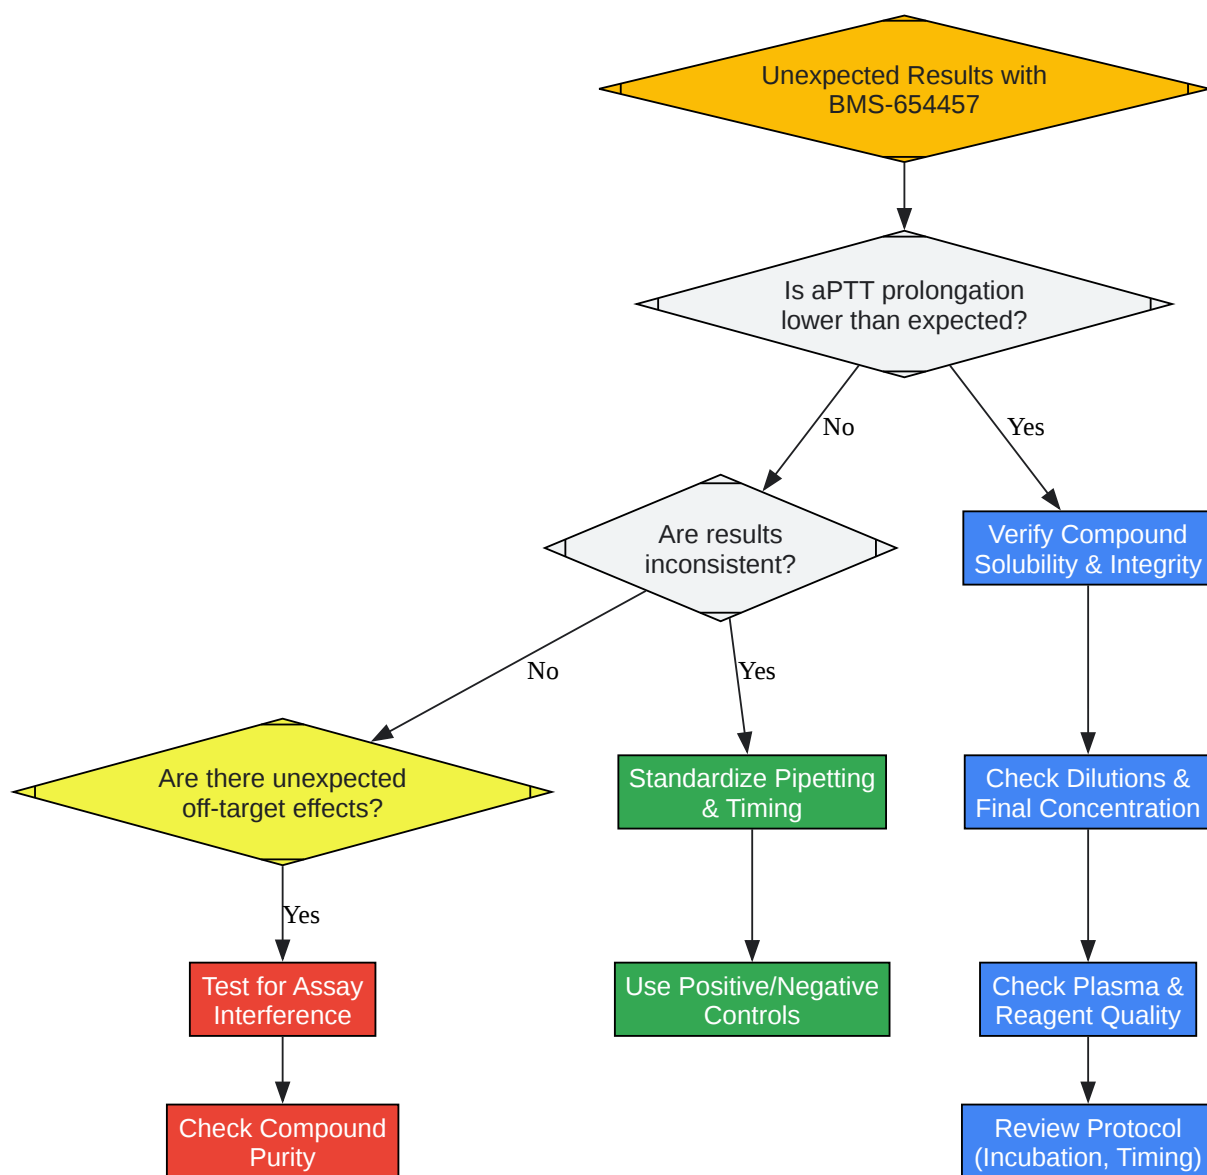 Unexpected Results with
BMS-654457
Is aPTT prolongation
lower than expected?
No
Yes
Are results
inconsistent?
Verify Compound
Solubility & Integrity
No
Yes
Are there unexpected
off-target effects?
Standardize Pipetting
& Timing
Check Dilutions &
Final Concentration
Yes
Test for Assay
Interference
Use Positive/Negative
Controls
Check Plasma &
Reagent Quality
Check Compound
Purity
Review Protocol
(Incubation, Timing)